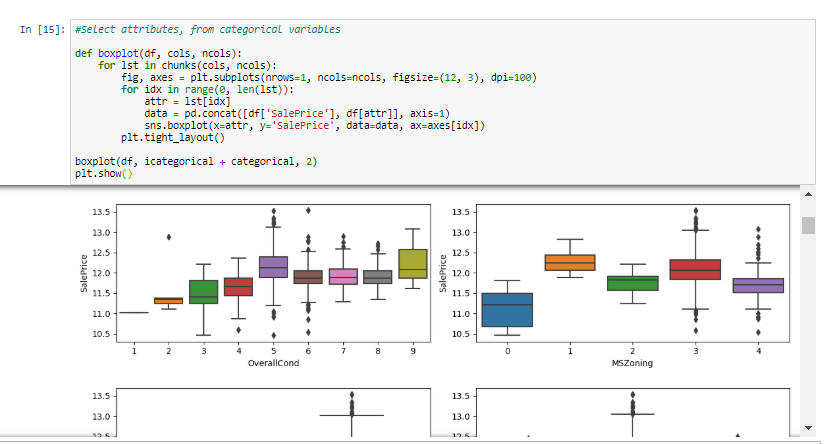 In [15]: #Select attributes, from categorical variables
def boxplot(df, cols, ncols):
for lst in chunks(cols, ncols):
fig, axes = plt.subplots(nrows=1, ncols=ncols, figsize=(12, 3), dpi=100)
for idx in range(0, len(lst)):
attr = lst[idx]
data = pd.concat([df['SalePrice'], df[attr]], axis=1)
sns.boxplot(x=attr, y='SalePrice', data=data, ax=axes[idx])
plt.tight_layout()
boxplot(df, icategorical + categorical, 2)
plt.show()
13.5
13.0
12.5
12.0
11.5
11.0
10.5
SalePrice
1 2 3 4 5 6 7 8 9
OverallCond
13.5
13.0
12.5
12.0
11.5
11.0
10.5
SalePrice
0 1 2 3 4
MSZoning
13.5
13.0
12.5
13.5
13.0
12.5